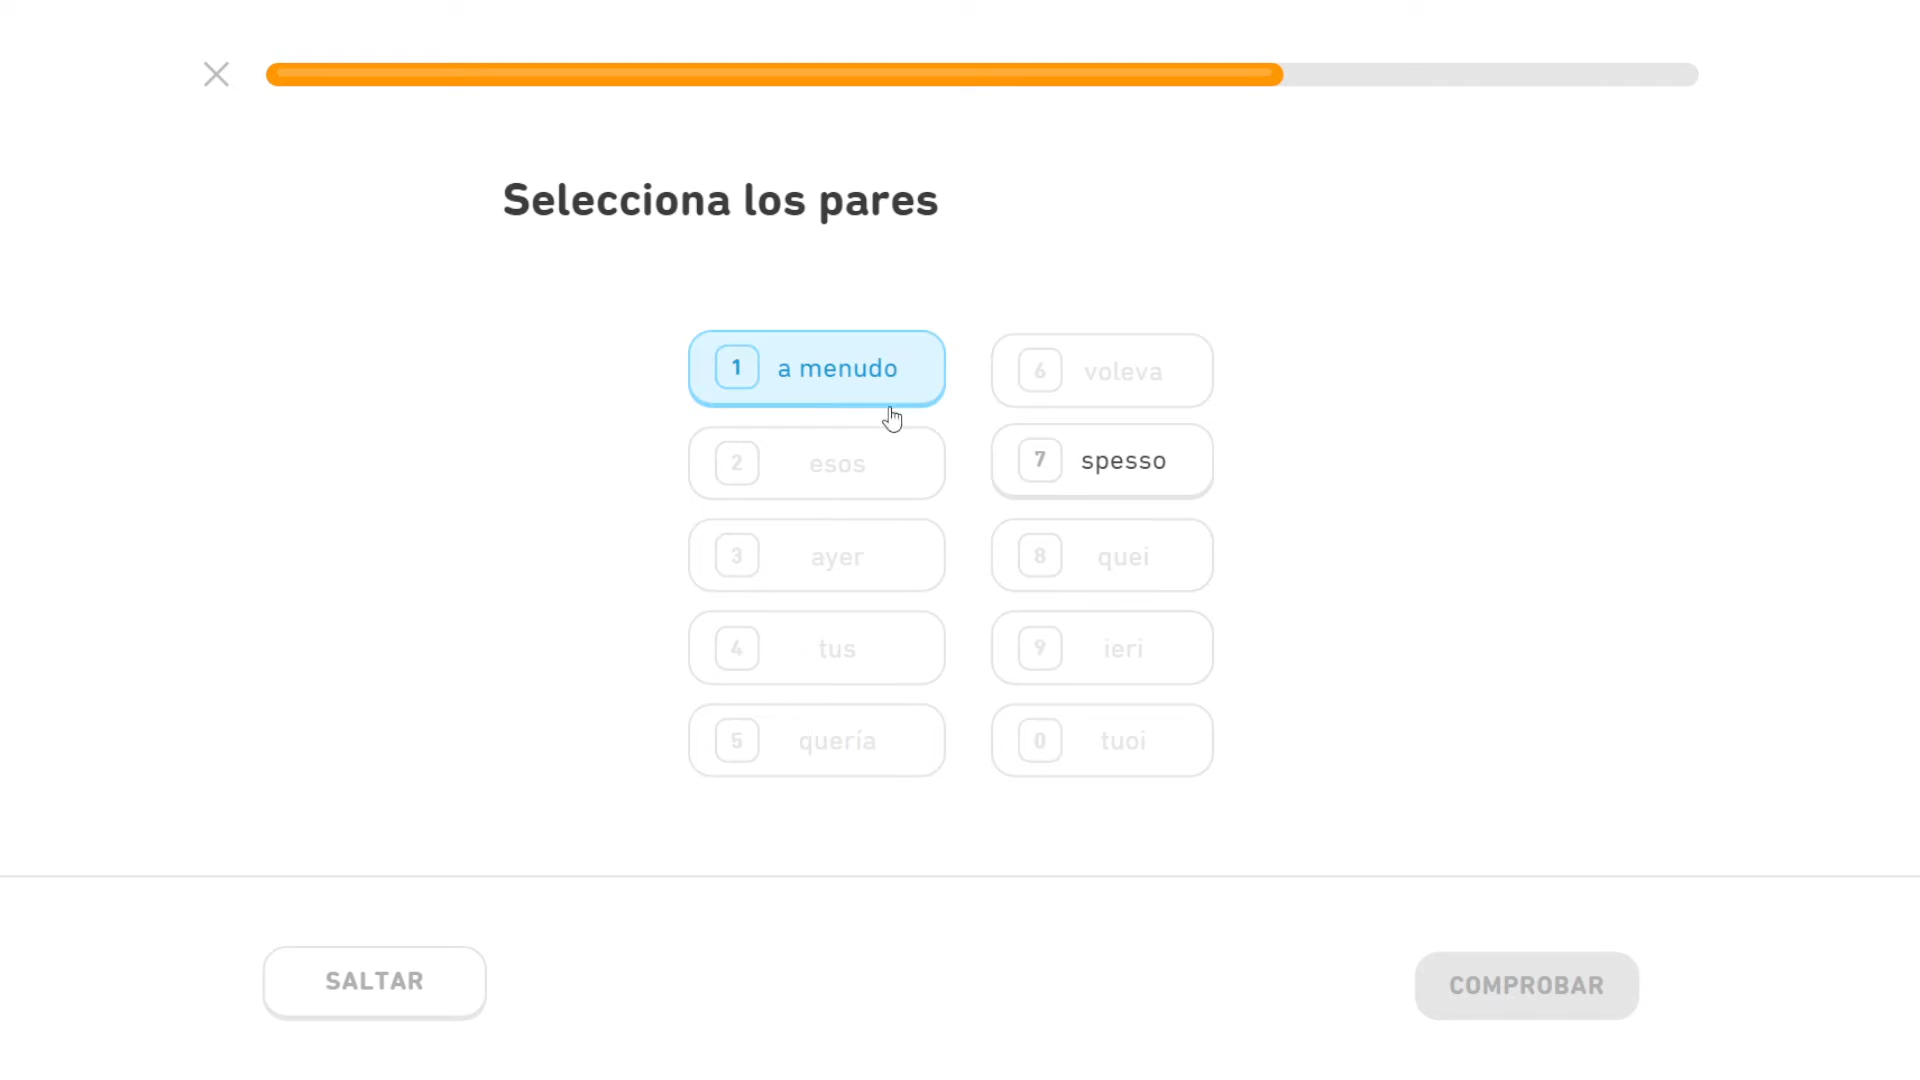 Selecciona los pares
1 a menudo
6 voleva
2 esos
7 spesso
3 ayer
8 quei
4 tus
9 ieri
5 quería
0 tuoi
SALTAR
COMPROBAR